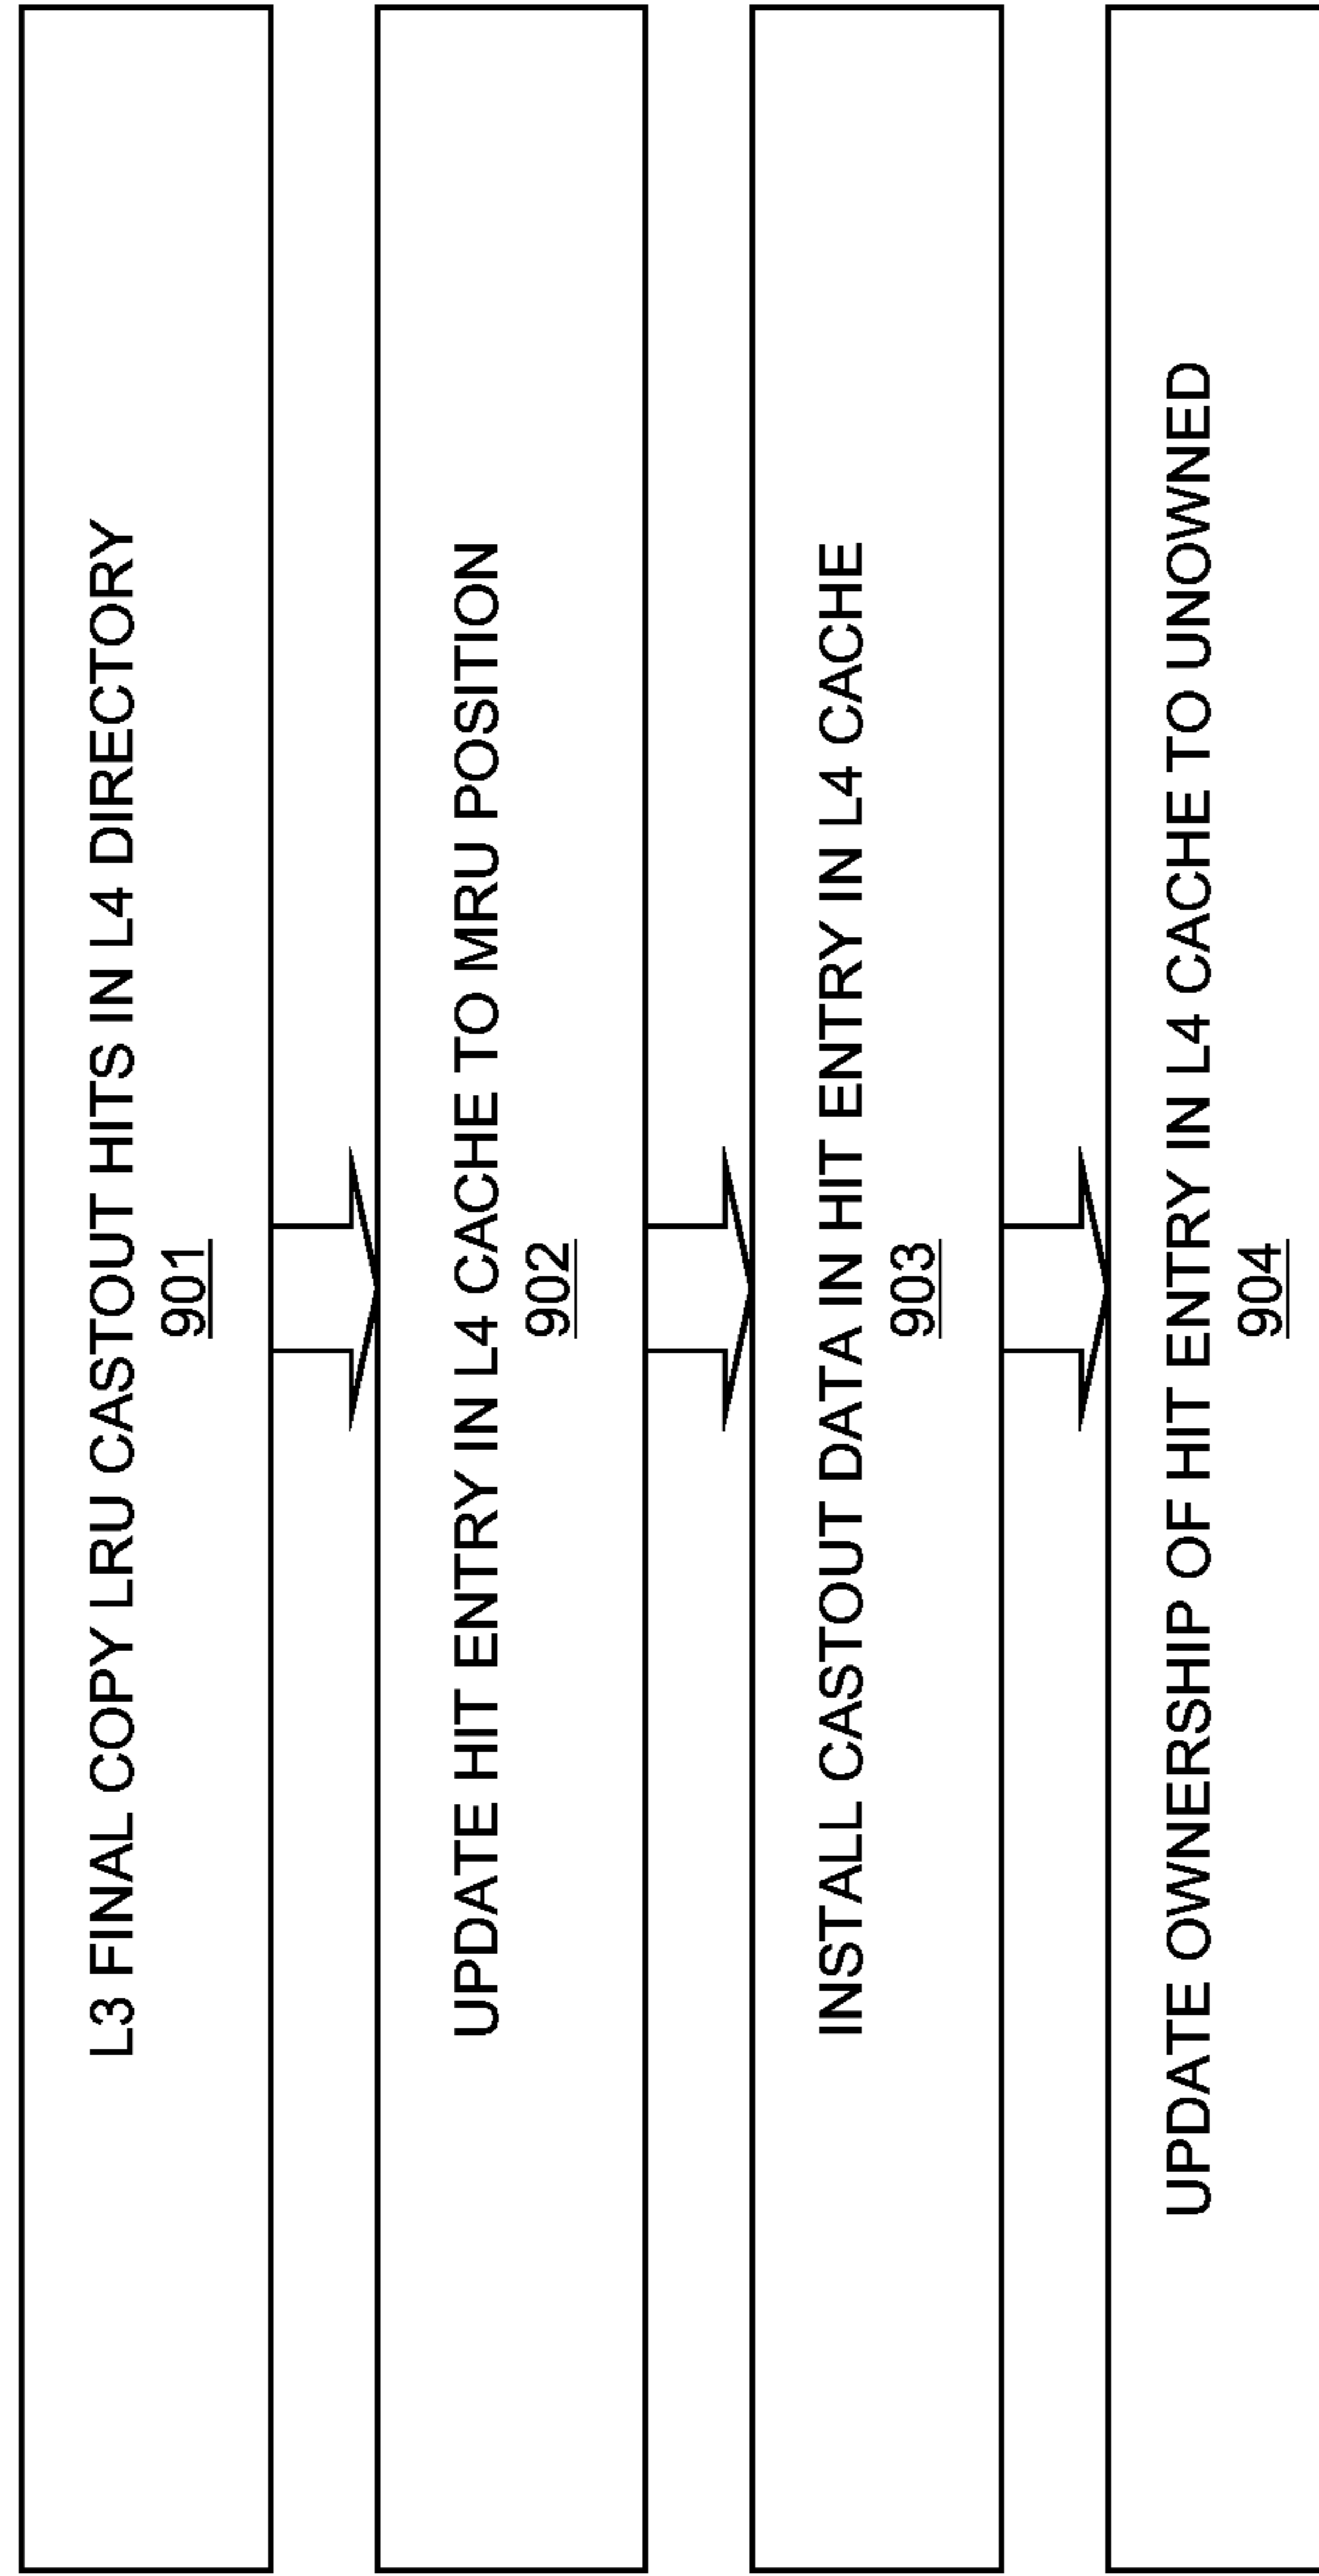 L3 FINAL COPY LRU CASTOUT HITS IN L4 DIRECTORY
901
UPDATE HIT ENTRY IN L4 CACHE TO MRU POSITION
902
INSTALL CASTOUT DATA IN HIT ENTRY IN L4 CACHE
903
UPDATE OWNERSHIP OF HIT ENTRY IN L4 CACHE TO UNOWNED
904